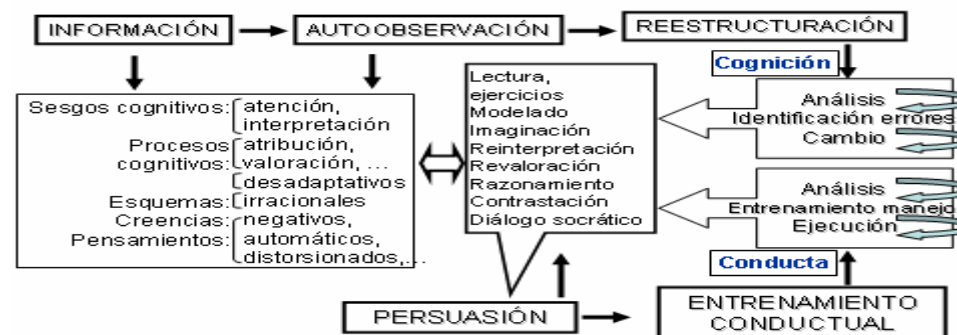 INFORMACIÓN
AUTOOBSERVACIÓN
REESTRUCTURACIÓN
Sesgos cognitivos: atención,
interpretación
Procesos atribución,
cognitivos: valoración, ...
desadaptativos
Esquemas: irracionales
Creencias: negativos,
Pensamientos: automáticos,
distorsionados,...
Lectura,
ejercicios
Modelado
Imaginación
Reinterpretación
Revaloración
Razonamiento
Contrastación
Diálogo socrático
Cognición
Análisis
Identificación errores
Cambio
Análisis
Entrenamiento manejo
Ejecución
Conducta
PERSUASIÓN
ENTRENAMIENTO
CONDUCTUAL